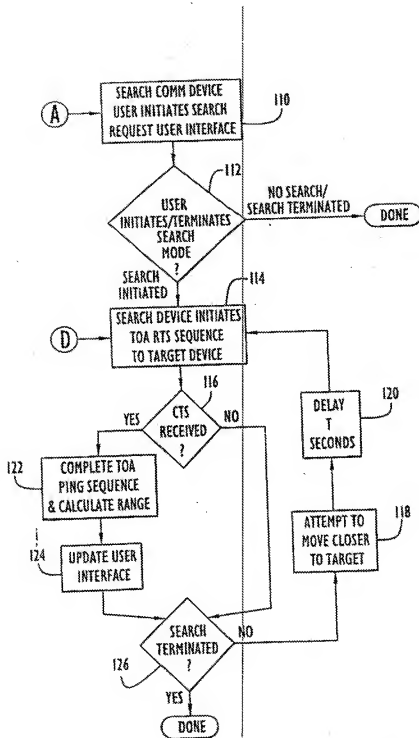 A
SEARCH COMM DEVICE
USER INITIATES SEARCH
REQUEST USER INTERFACE
110
112
USER
INITIATES/TERMINATES
SEARCH
MODE
?
NO SEARCH/
SEARCH TERMINATED
DONE
SEARCH
INITIATED
114
D
SEARCH DEVICE INITIATES
TOA RTS SEQUENCE
TO TARGET DEVICE
116
YES
CTS
RECEIVED
?
NO
DELAY
T
SECONDS
120
122
COMPLETE TOA
PING SEQUENCE
& CALCULATE RANGE
ATTEMPT TO
MOVE CLOSER
TO TARGET
118
124
UPDATE USER
INTERFACE
SEARCH
TERMINATED
?
NO
126
YES
DONE